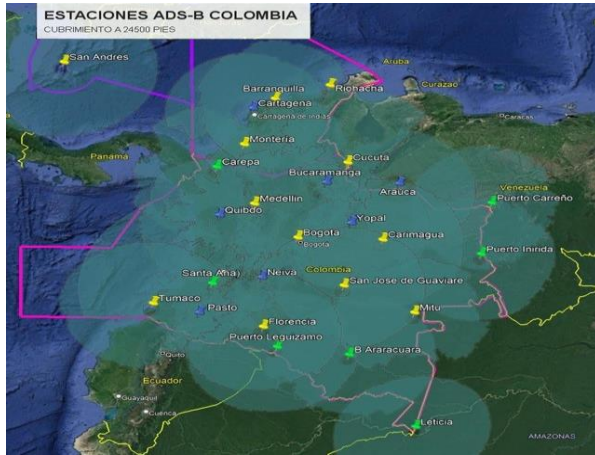 ESTACIONES ADS-B COLOMBIA
CUBRIMIENTO A 24500 PIES
San Andres
Aruba
Riohacha
Curazao
Barranquilla
Cartagena
Cartagena de Indias
Caracas
Montería
Panama
Carepa
Cucuta
Bucaramanga
Arauca
Venezuela
Puerto Carreño
Medellin
Quibdo
Yopal
Bogota
Bogota
Carimagua
Puerto Inirida
Santa Ana
Neiva
Colombia
San Jose de Guaviare
Tumaco
Pasto
Mitu
Florencia
Puerto Leguizamo
B Araracuara
Quito
Ecuador
Guayaquil
Cuenca
Leticia
AMAZONAS